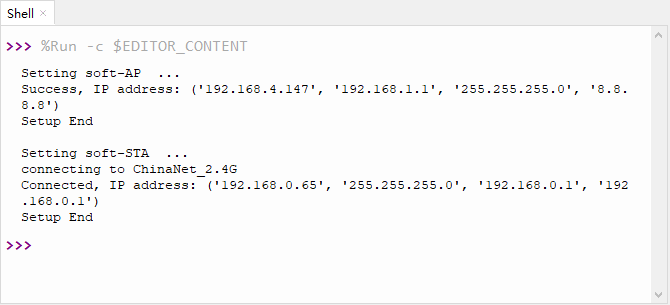 Shell ×
>>> %Run -c $EDITOR_CONTENT
Setting soft-AP  ...
Success, IP address: ('192.168.4.147', '192.168.1.1', '255.255.255.0', '8.8.
8.8')
Setup End
Setting soft-STA  ...
connecting to ChinaNet_2.4G
Connected, IP address: ('192.168.0.65', '255.255.255.0', '192.168.0.1', '192
.168.0.1')
Setup End
>>>